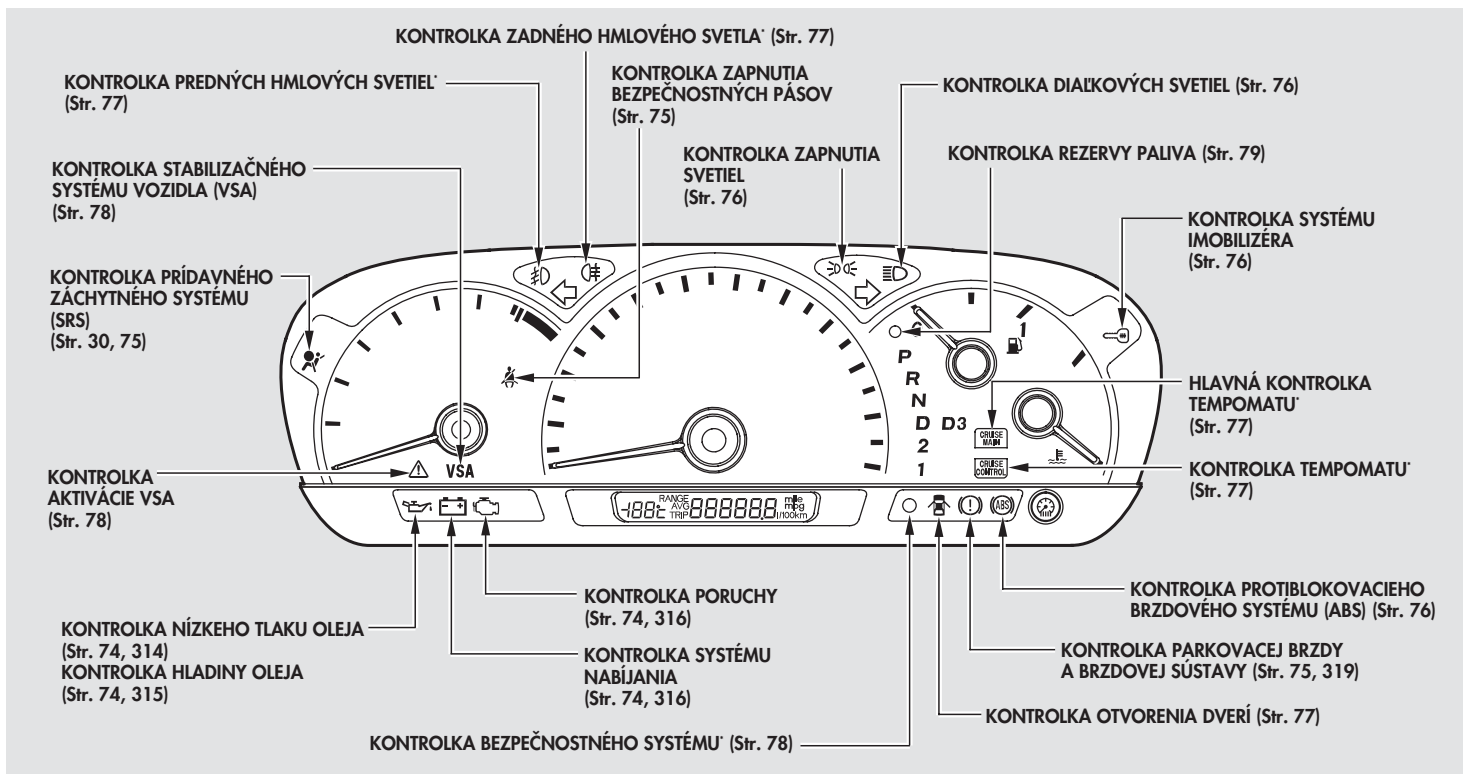 KONTROLKA ZADNÉHO HMLOVÉHO SVETLA* (Str. 77)
KONTROLKA PREDNÝCH HMLOVÝCH SVETIEL*
(Str. 77)
KONTROLKA ZAPNUTIA
BEZPEČNOSTNÝCH PÁSOV
(Str. 75)
KONTROLKA DIAĽKOVÝCH SVETIEL (Str. 76)
KONTROLKA ZAPNUTIA
SVETIEL
(Str. 76)
KONTROLKA REZERVY PALIVA (Str. 79)
KONTROLKA STABILIZAČNÉHO
SYSTÉMU VOZIDLA (VSA)
(Str. 78)
KONTROLKA SYSTÉMU
IMOBILIZÉRA
(Str. 76)
KONTROLKA PRÍDAVNÉHO
ZÁCHYTNÉHO SYSTÉMU
(SRS)
(Str. 30, 75)
1
P
R
N
D D3
2
1
CRUISE
MAIN
CRUISE
CONTROL
HLAVNÁ KONTROLKA
TEMPOMATU*
(Str. 77)
KONTROLKA TEMPOMATU*
(Str. 77)
VSA
KONTROLKA
AKTIVÁCIE VSA
(Str. 78)
-188°C
RANGE
AVG
TRIP
888888.8
mile
mpg
l/100km
(ABS)
KONTROLKA PORUCHY
(Str. 74, 316)
KONTROLKA PROTIBLOKOVACIEHO
BRZDOVÉHO SYSTÉMU (ABS) (Str. 76)
KONTROLKA NÍZKEHO TLAKU OLEJA
(Str. 74, 314)
KONTROLKA HLADINY OLEJA
(Str. 74, 315)
KONTROLKA SYSTÉMU
NABÍJANIA
(Str. 74, 316)
KONTROLKA PARKOVACEJ BRZDY
A BRZDOVEJ SÚSTAVY (Str. 75, 319)
KONTROLKA OTVORENIA DVERÍ (Str. 77)
KONTROLKA BEZPEČNOSTNÉHO SYSTÉMU* (Str. 78)